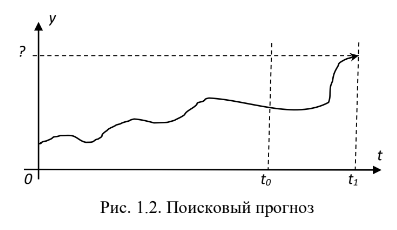 y
?
t
0
t₀
t₁
Рис. 1.2. Поисковый прогноз